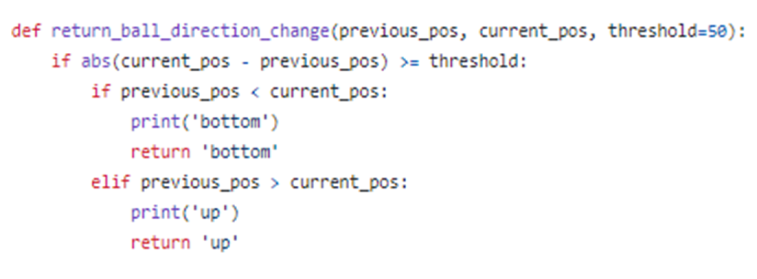 def return_ball_direction_change(previous_pos, current_pos, threshold=50):
    if abs(current_pos - previous_pos) >= threshold:
        if previous_pos < current_pos:
            print('bottom')
            return 'bottom'
        elif previous_pos > current_pos:
            print('up')
            return 'up'